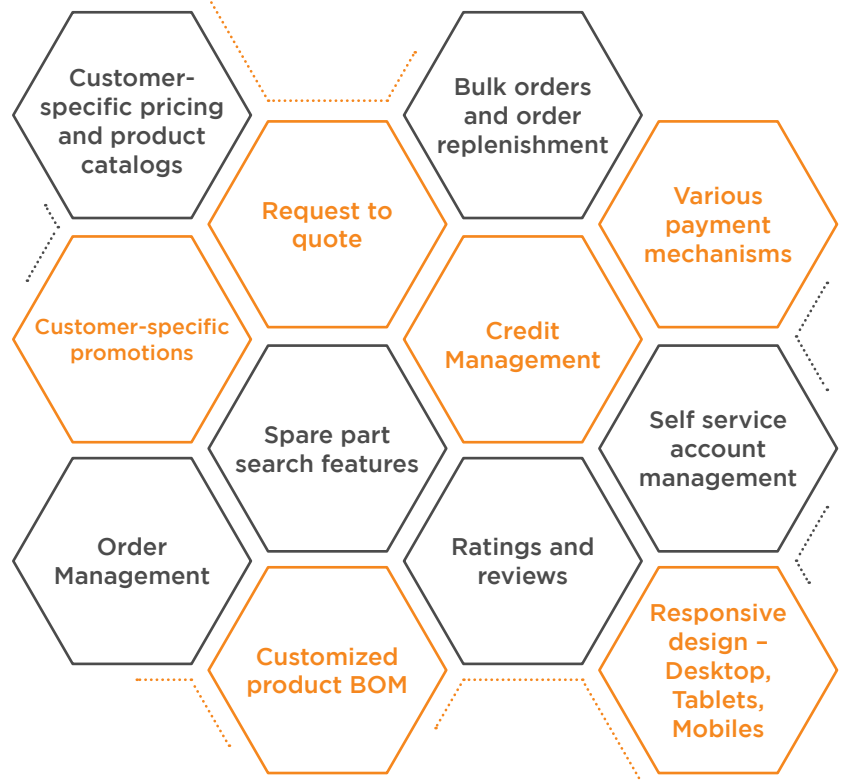 Customer-
specific pricing
and product
catalogs
Bulk orders
and order
replenishment
Request to
quote
Various
payment
mechanisms
Customer-specific
promotions
Credit
Management
Spare part
search features
Self service
account
management
Order
Management
Ratings and
reviews
Customized
product BOM
Responsive
design –
Desktop,
Tablets,
Mobiles